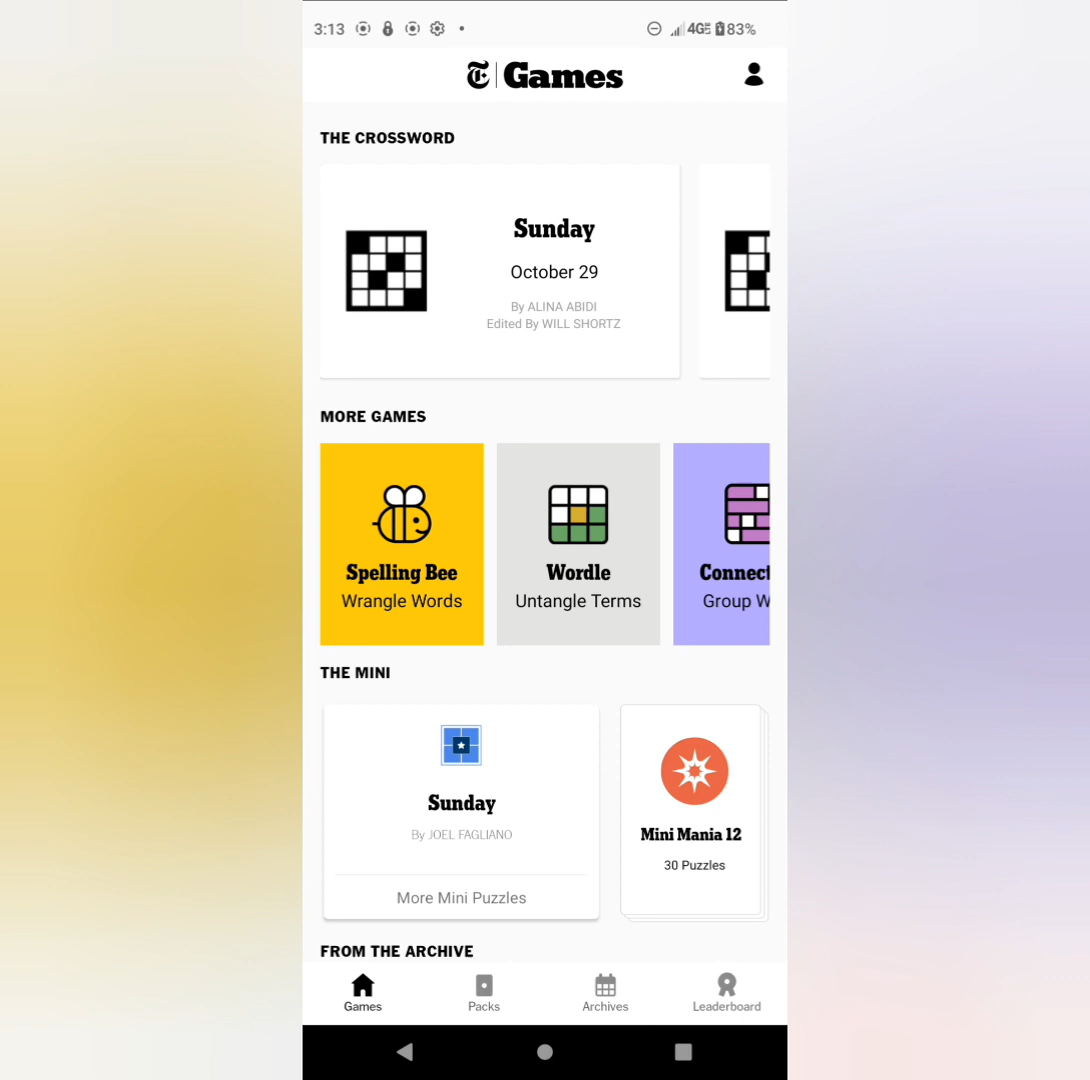 3:13
4G
83%
T Games
THE CROSSWORD
Sunday
October 29
By ALINA ABIDI
Edited By WILL SHORTZ
MORE GAMES
Spelling Bee
Wrangle Words
Wordle
Untangle Terms
Connect
Group W
THE MINI
Sunday
By JOEL FAGLIANO
More Mini Puzzles
Mini Mania 12
30 Puzzles
FROM THE ARCHIVE
Games
Packs
Archives
Leaderboard